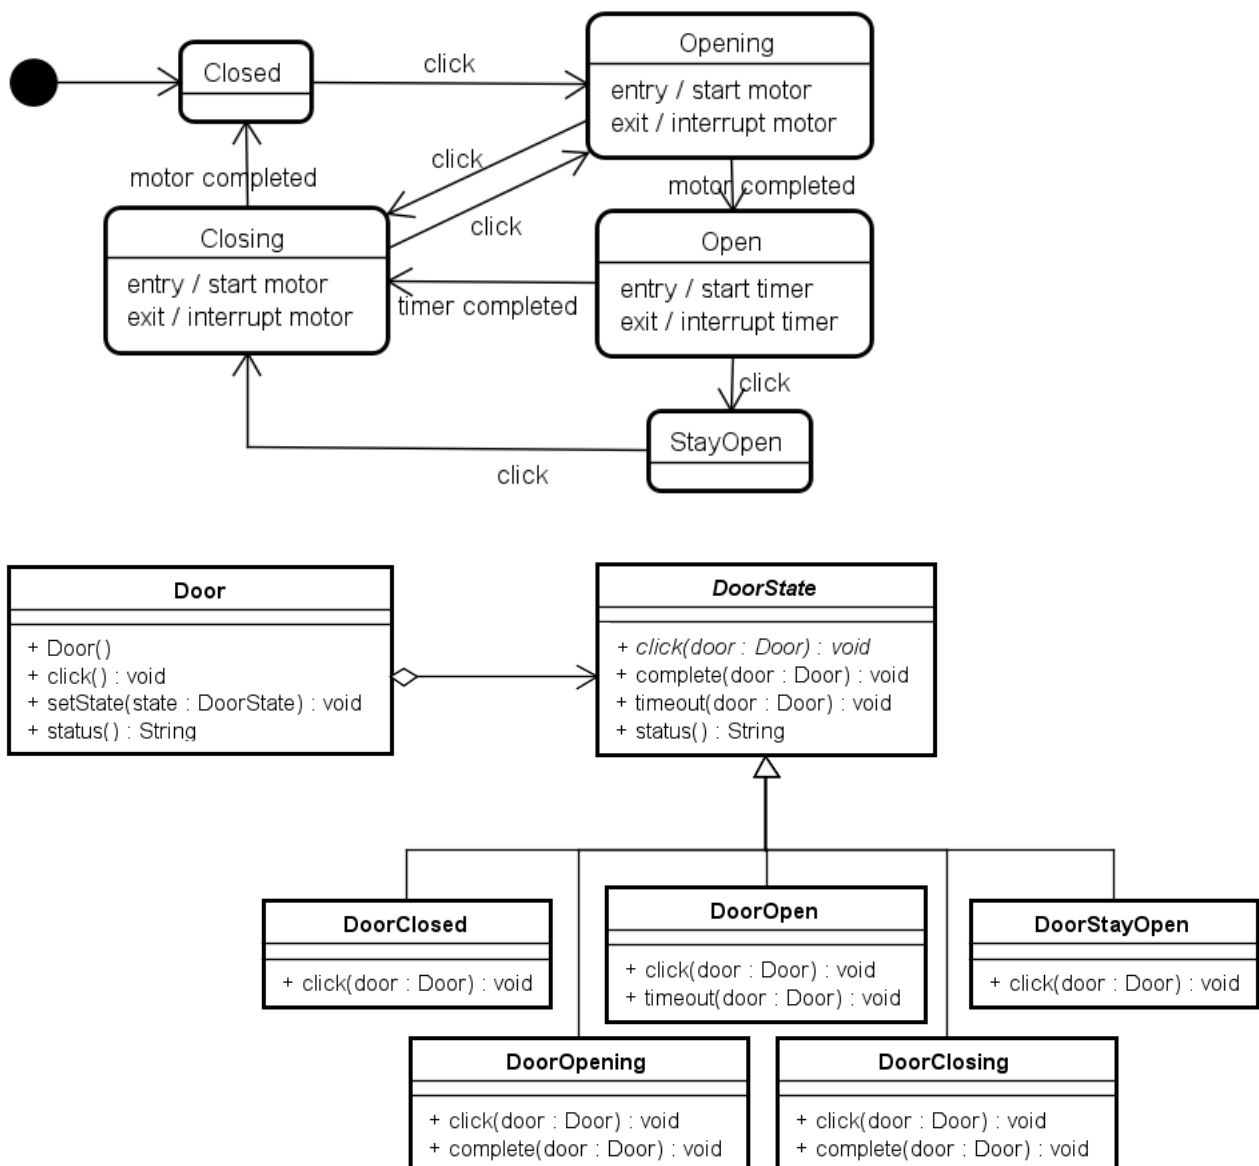 Closed
click
Opening
entry / start motor
exit / interrupt motor
click
motor completed
motor completed
click
Closing
entry / start motor
exit / interrupt motor
Open
entry / start timer
exit / interrupt timer
timer completed
click
StayOpen
click
Door
+ Door()
+ click() : void
+ setState(state : DoorState) : void
+ status() : String
DoorState
+ click(door : Door) : void
+ complete(door : Door) : void
+ timeout(door : Door) : void
+ status() : String
DoorClosed
+ click(door : Door) : void
DoorOpen
+ click(door : Door) : void
+ timeout(door : Door) : void
DoorStayOpen
+ click(door : Door) : void
DoorOpening
+ click(door : Door) : void
+ complete(door : Door) : void
DoorClosing
+ click(door : Door) : void
+ complete(door : Door) : void